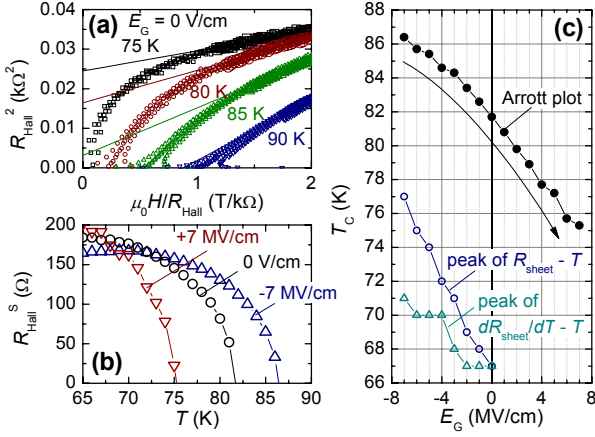 (a)
E_G = 0 V/cm
75 K
80 K
85 K
90 K
0.04
0.03
0.02
0.01
0.00
R_Hall^2 (kΩ^2)
0 1 2
μ_0H/R_Hall (T/kΩ)
(b)
+7 MV/cm
0 V/cm
-7 MV/cm
200
150
100
50
0
R_Hall^S (Ω)
65 70 75 80 85 90
T (K)
(c)
Arrott plot
peak of R_sheet - T
peak of
dR_sheet/dT - T
88
86
84
82
80
78
76
74
72
70
68
66
T_C (K)
-8 -4 0 4 8
E_G (MV/cm)